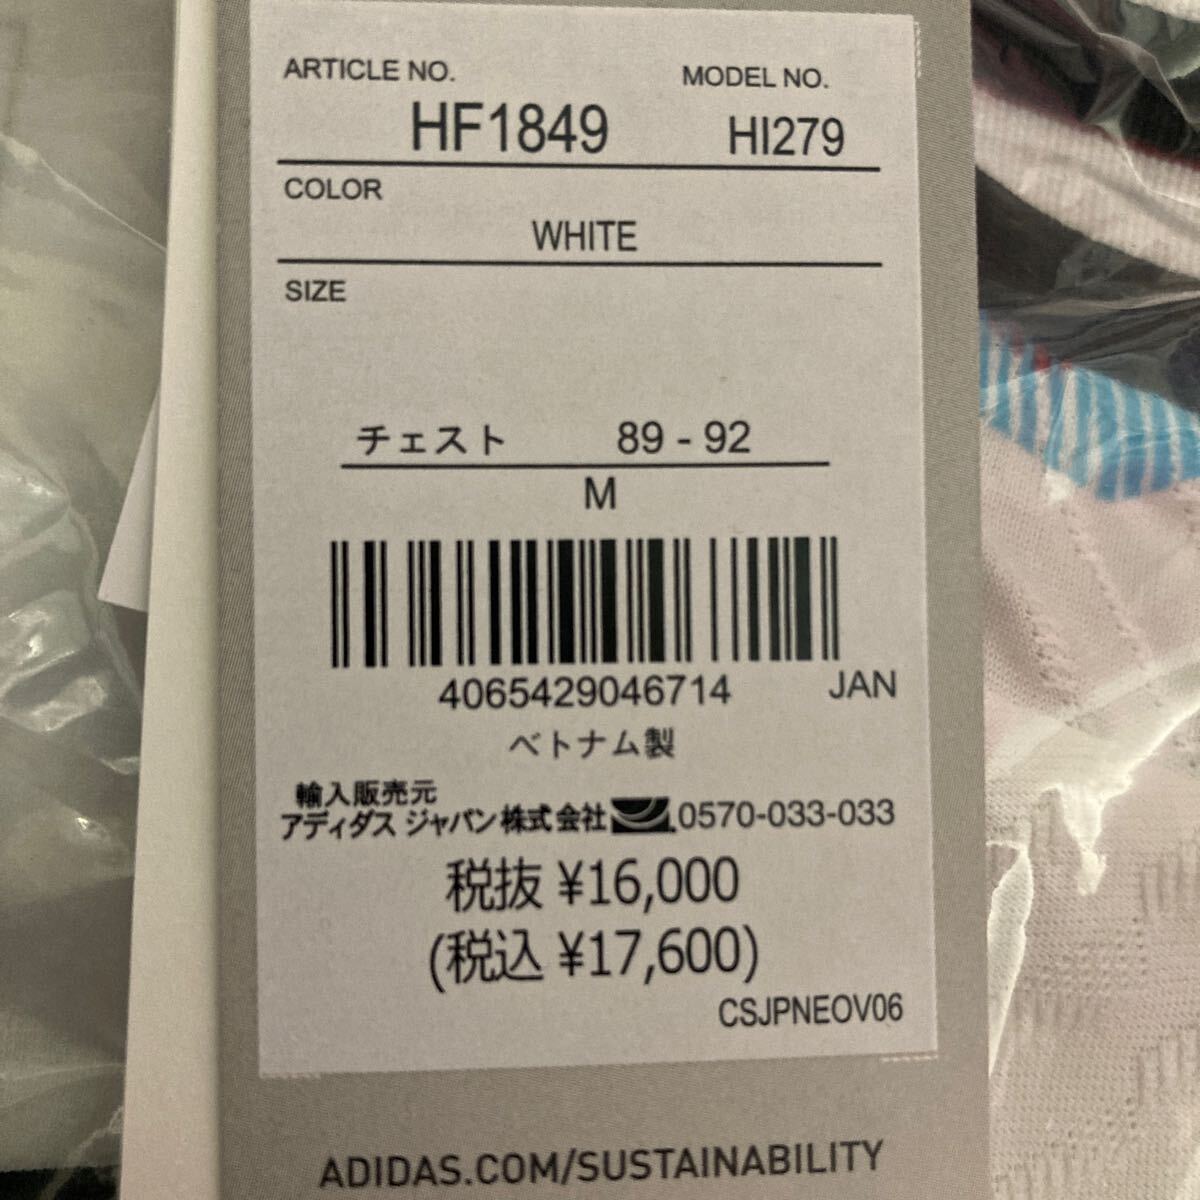 ARTICLE NO. MODEL NO.
HF1849 HI279
COLOR
WHITE
SIZE
チェスト 89 - 92
M
4065429046714 JAN
ベトナム製
輸入販売元
アディダス ジャパン株式会社 0570-033-033
税抜 ¥16,000
(税込 ¥17,600)
CSJPNEOV06
ADIDAS.COM/SUSTAINABILITY